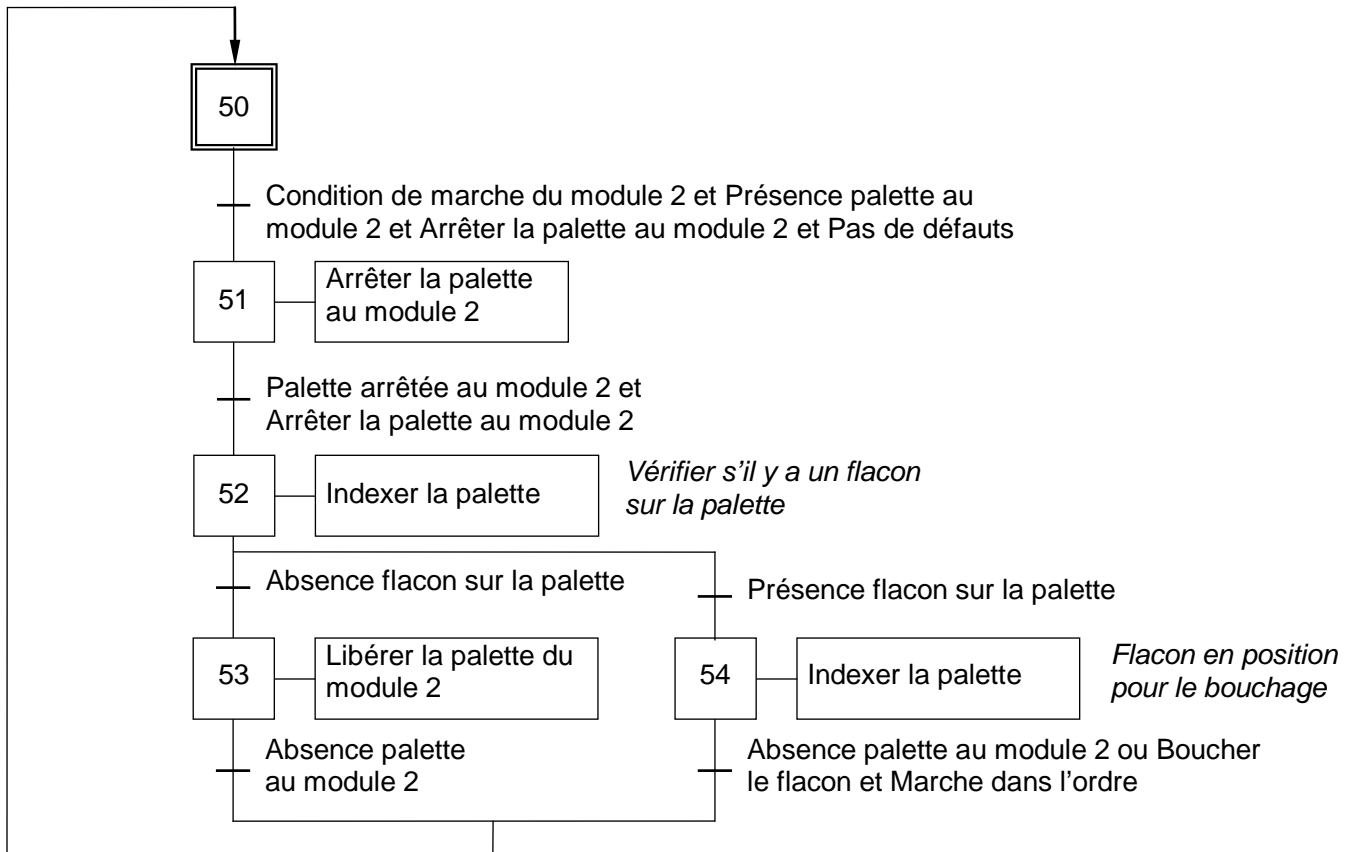 50
Condition de marche du module 2 et Présence palette au
module 2 et Arrêter la palette au module 2 et Pas de défauts
51
Arrêter la palette
au module 2
Palette arrêtée au module 2 et
Arrêter la palette au module 2
52
Indexer la palette
Vérifier s'il y a un flacon
sur la palette
Absence flacon sur la palette
Présence flacon sur la palette
53
Libérer la palette du
module 2
54
Indexer la palette
Flacon en position
pour le bouchage
Absence palette
au module 2
Absence palette au module 2 ou Boucher
le flacon et Marche dans l'ordre